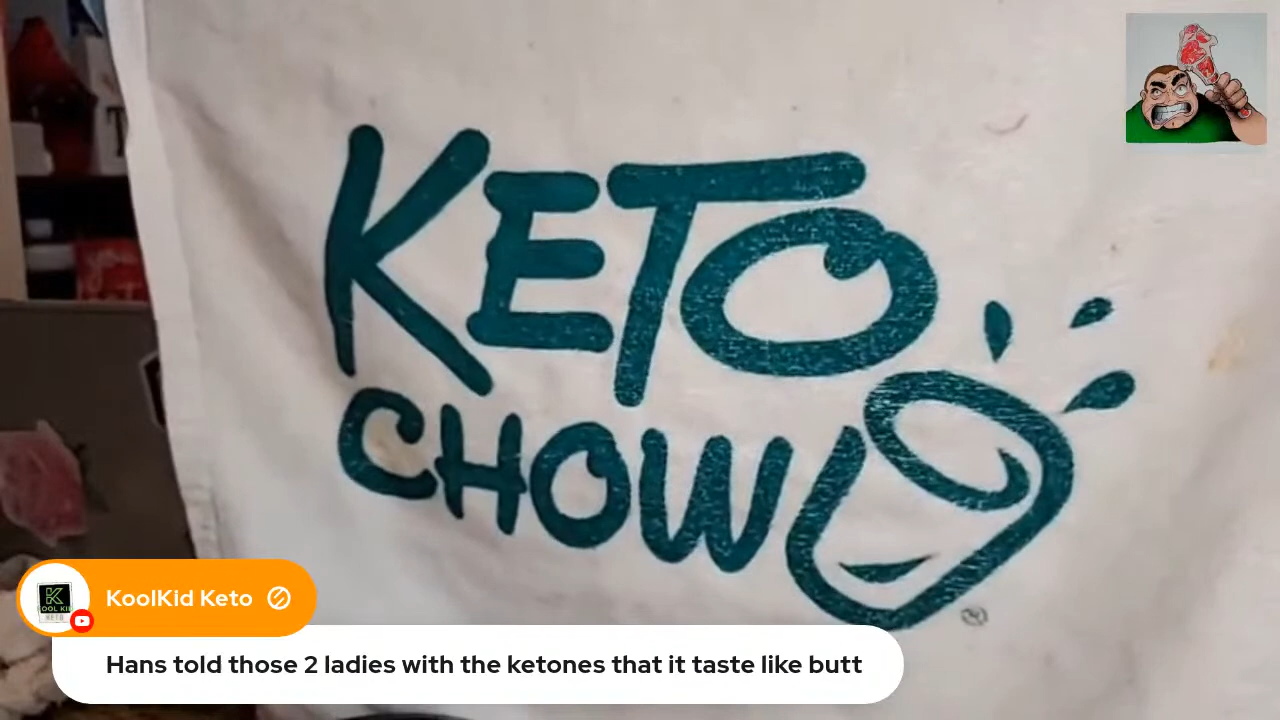 KETO
CHOW
KoolKid Keto
Hans told those 2 ladies with the ketones that it taste like butt